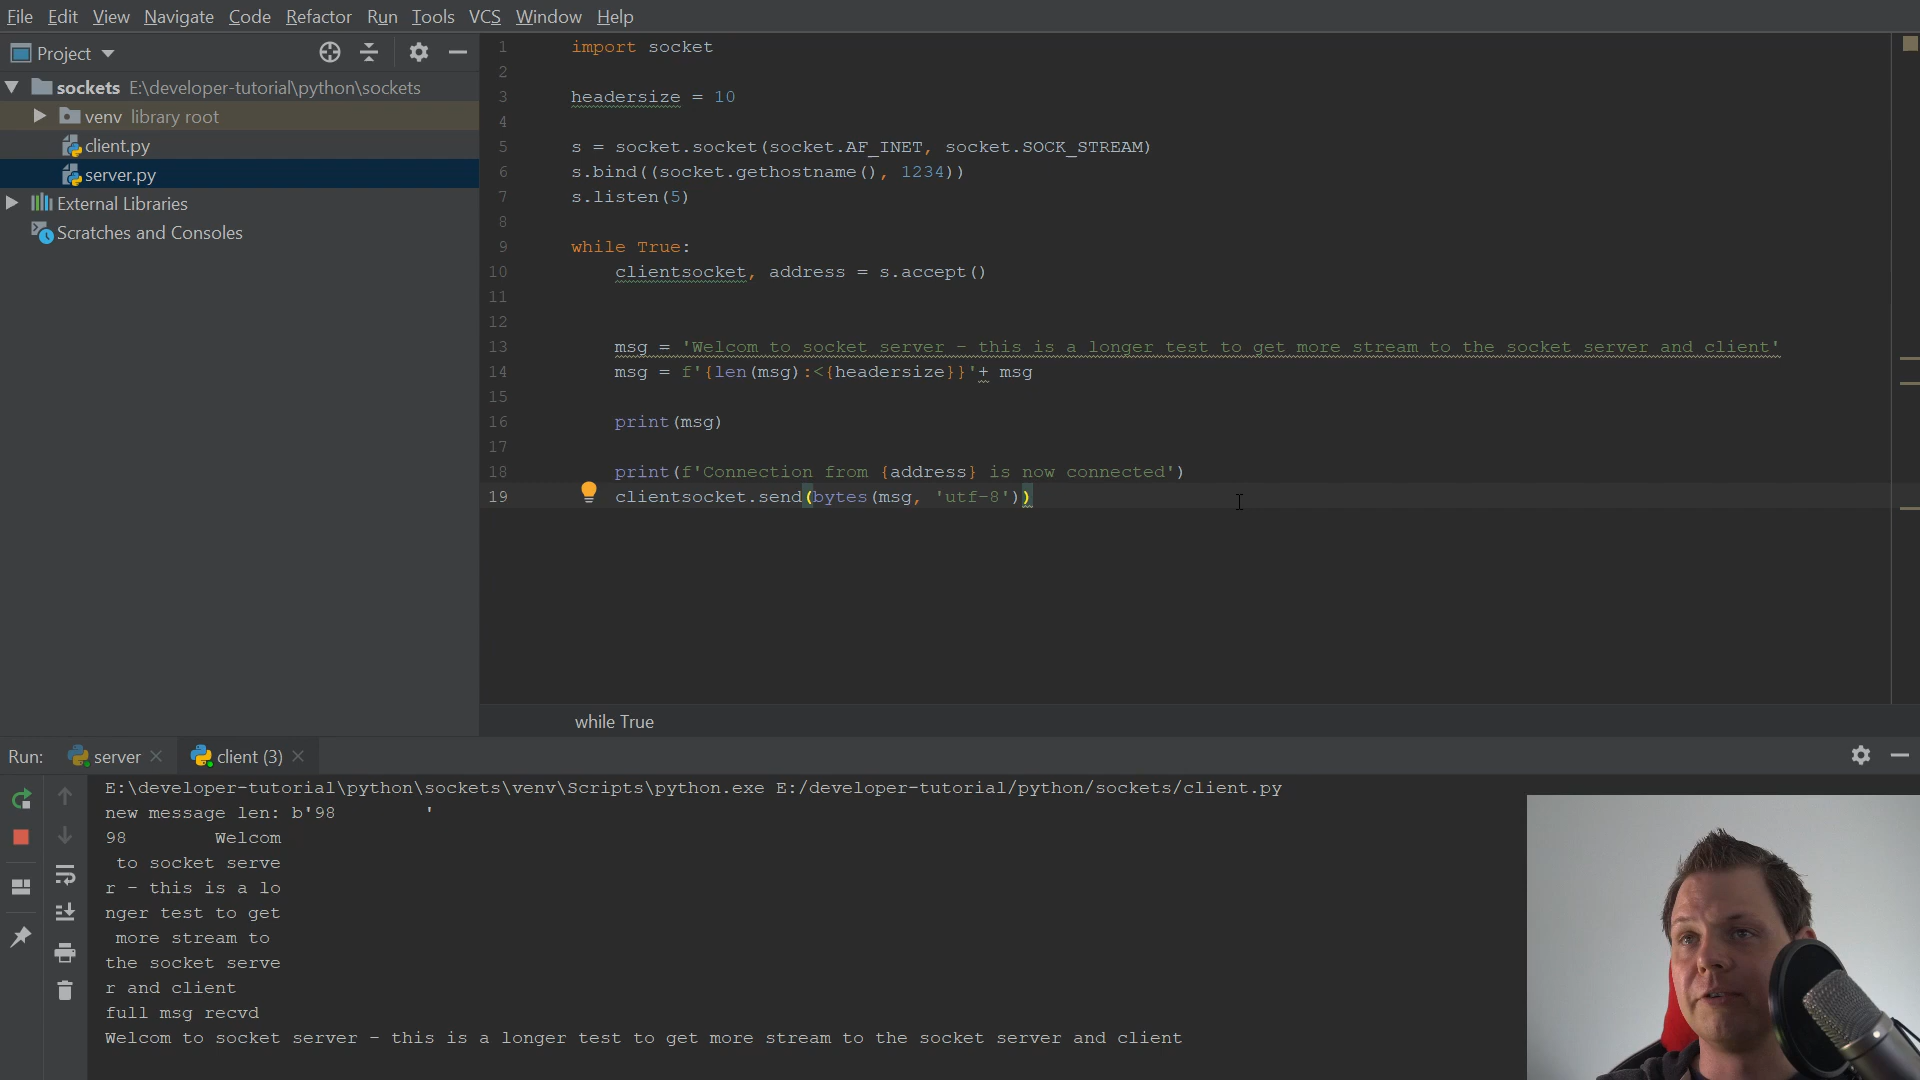 File Edit View Navigate Code Refactor Run Tools VCS Window Help
Project
sockets E:\developer-tutorial\python\sockets
venv library root
client.py
server.py
External Libraries
Scratches and Consoles
1 import socket
2
3 headersize = 10
4
5 s = socket.socket(socket.AF_INET, socket.SOCK_STREAM)
6 s.bind((socket.gethostname(), 1234))
7 s.listen(5)
8
9 while True:
10 clientsocket, address = s.accept()
11
12
13 msg = 'Welcom to socket server - this is a longer test to get more stream to the socket server and client'
14 msg = f'{len(msg):<{headersize}}'+ msg
15
16 print(msg)
17
18 print(f'Connection from {address} is now connected')
19 clientsocket.send(bytes(msg, 'utf-8'))
while True
Run: server client (3)
E:\developer-tutorial\python\sockets\venv\Scripts\python.exe E:/developer-tutorial/python/sockets/client.py
new message len: b'98        '
98        Welcom
 to socket serve
r - this is a lo
nger test to get
 more stream to
the socket serve
r and client
full msg recvd
Welcom to socket server - this is a longer test to get more stream to the socket server and client